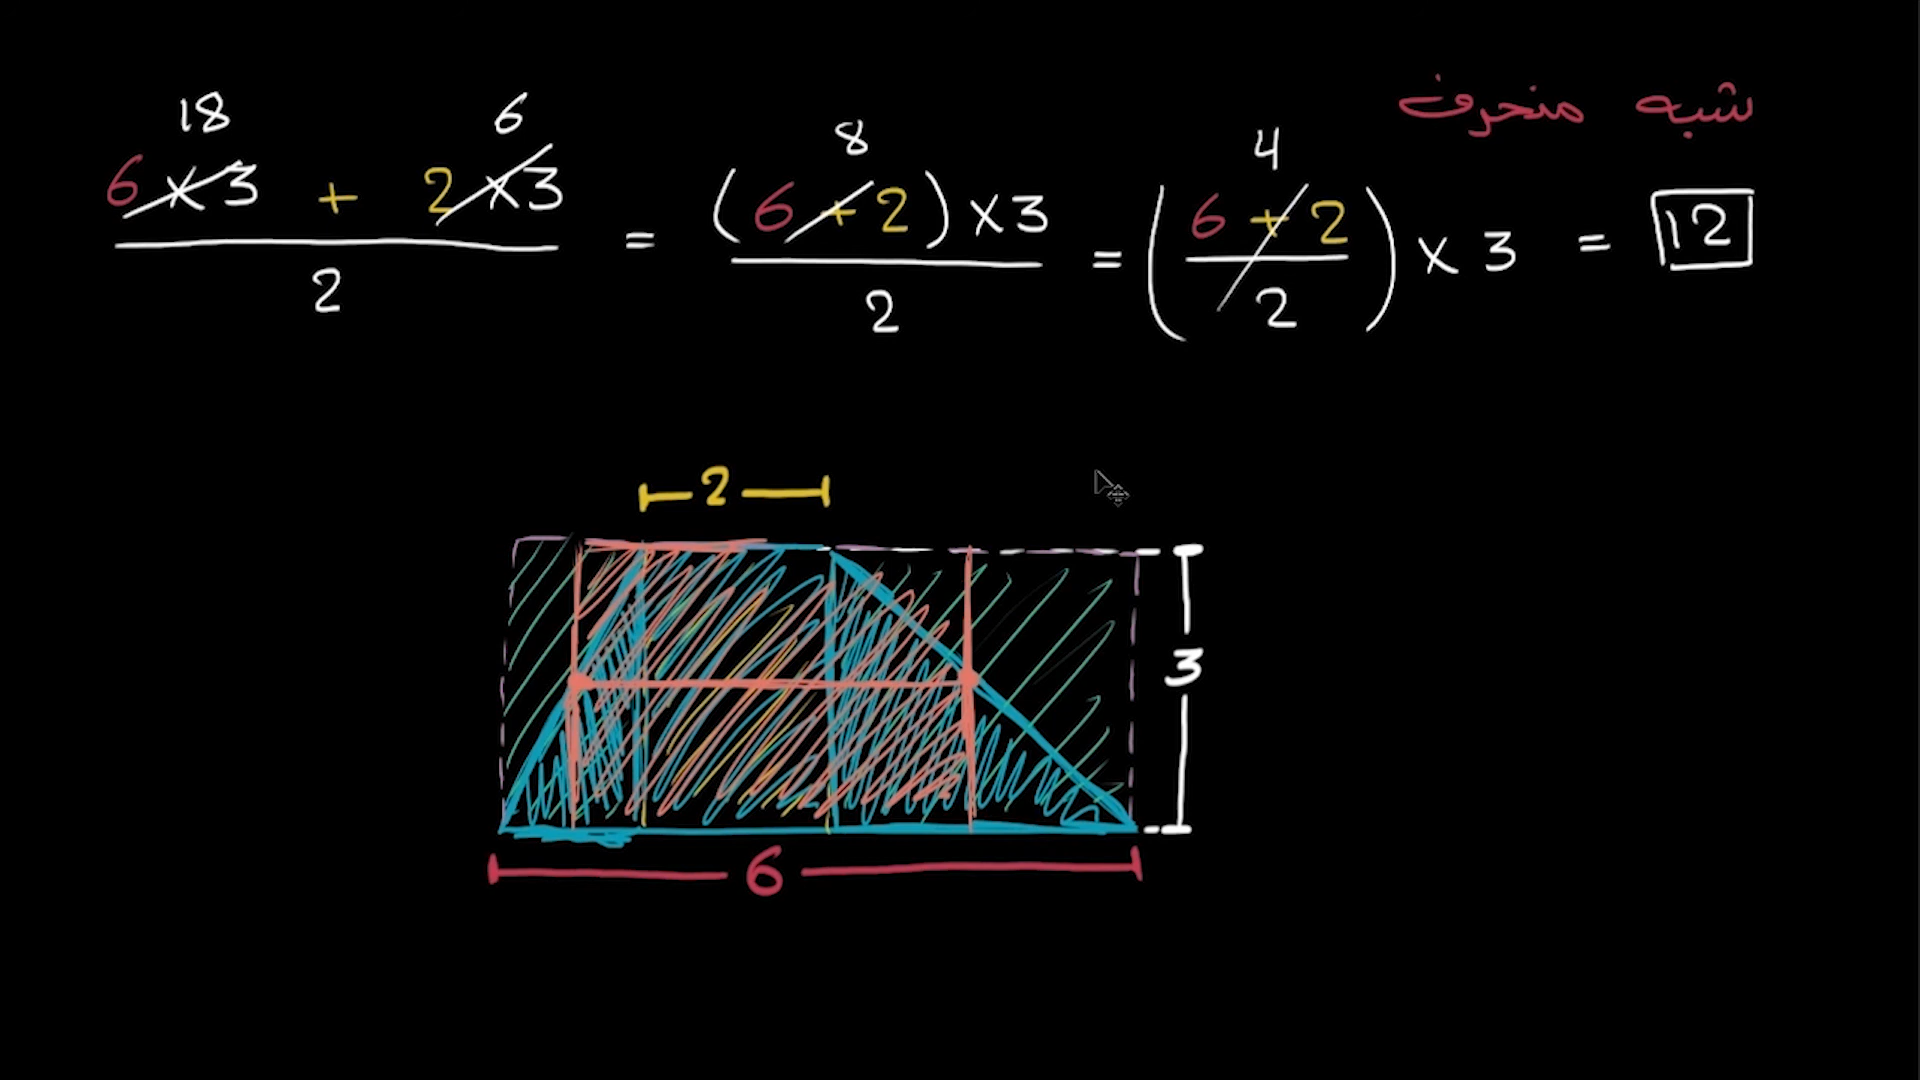 شبه منحرف
18 6 8 4
6×3 + 2×3 / 2 = (6+2)×3 / 2 = (6+2 / 2) × 3 = 12
2
3
6